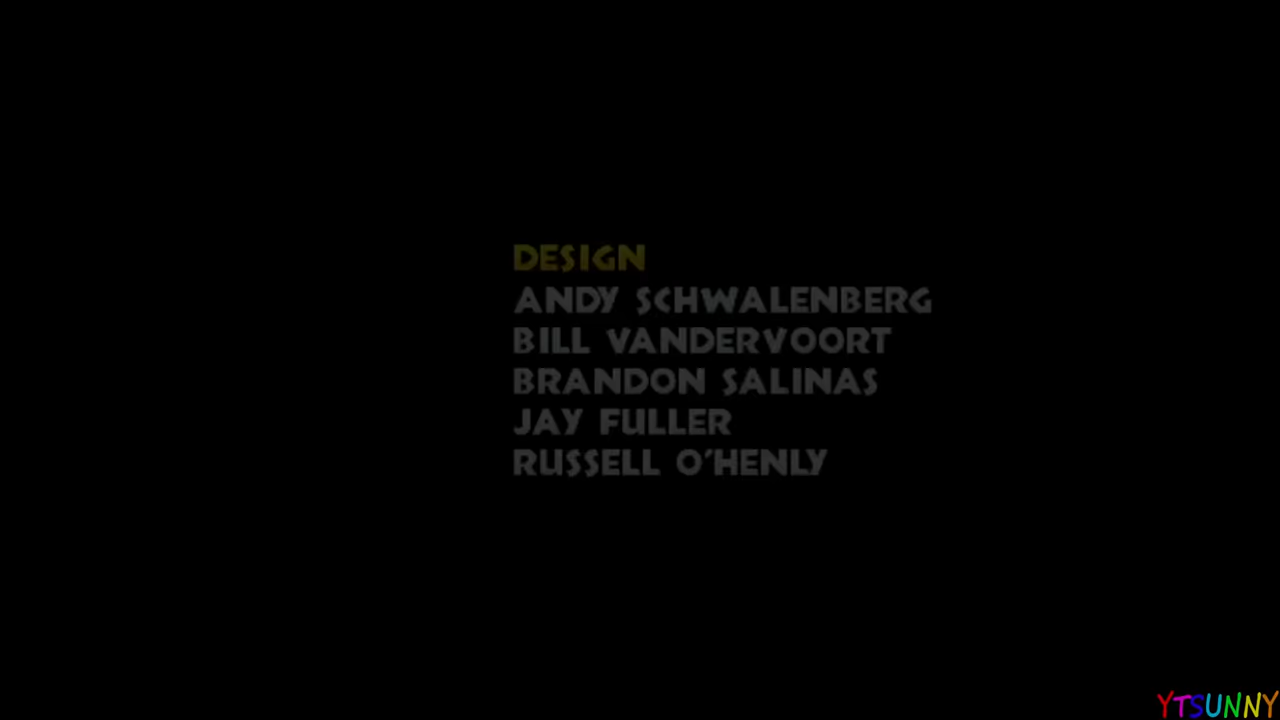 DESIGN
ANDY SCHWALENBERG
BILL VANDERVOORT
BRANDON SALINAS
JAY FULLER
RUSSELL O'HENLY
YTSUNNY